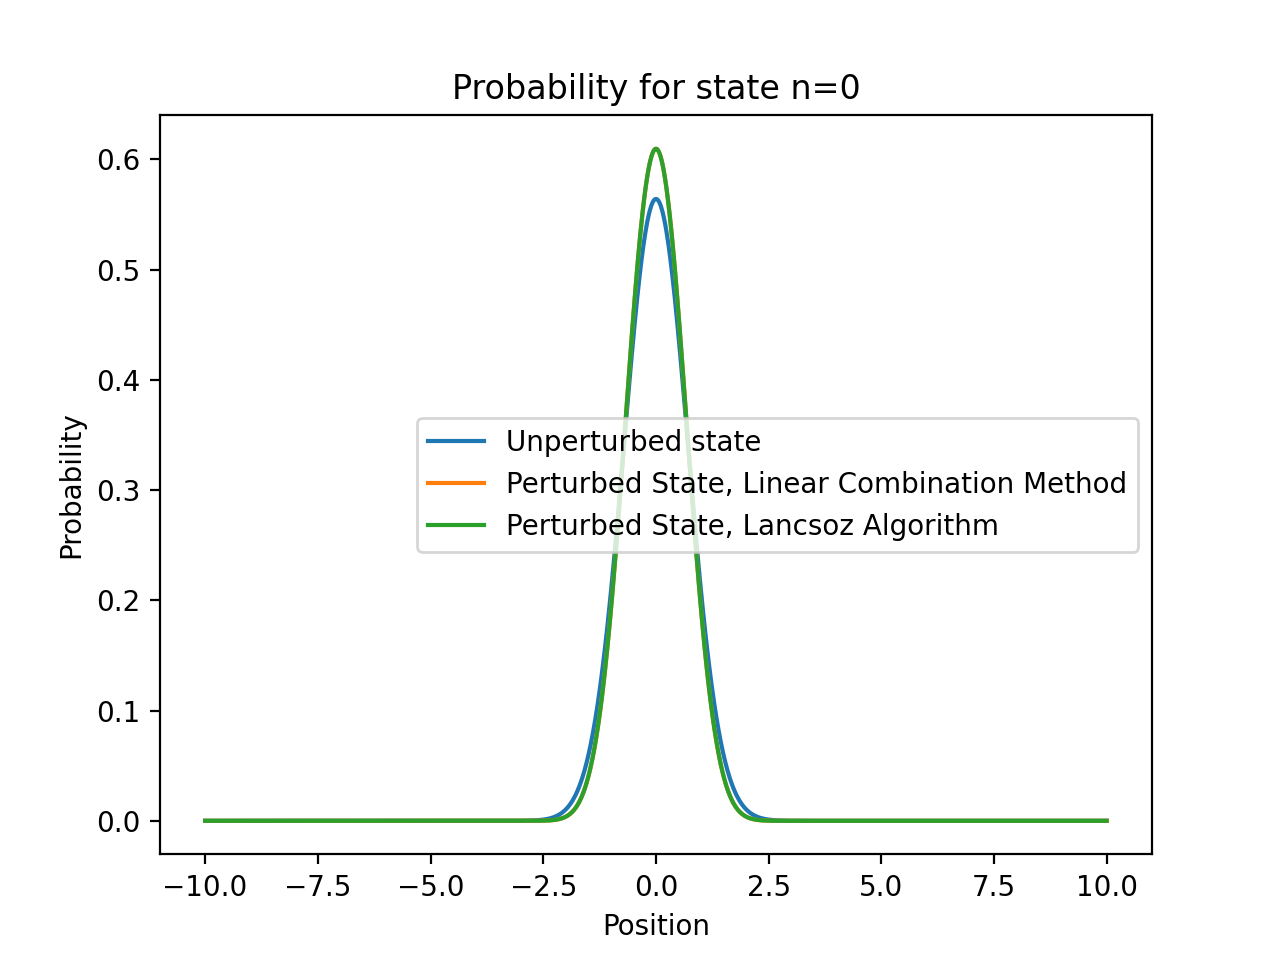 Probability for state n=0
0.6
0.5
0.4
0.3
0.2
0.1
0.0
Probability
Unperturbed state
Perturbed State, Linear Combination Method
Perturbed State, Lancsoz Algorithm
−10.0 −7.5 −5.0 −2.5 0.0 2.5 5.0 7.5 10.0
Position